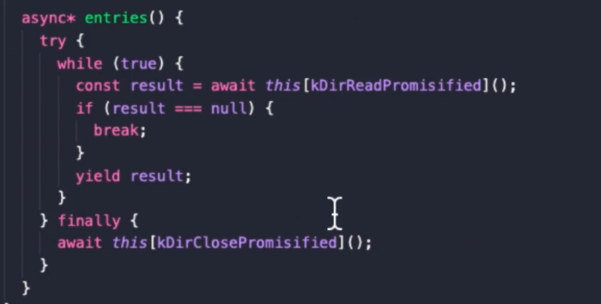 async* entries() {
try {
while (true) {
const result = await this[kDirReadPromisified]();
if (result === null) {
break;
}
yield result;
}
} finally {
await this[kDirClosePromisified]();
}
}